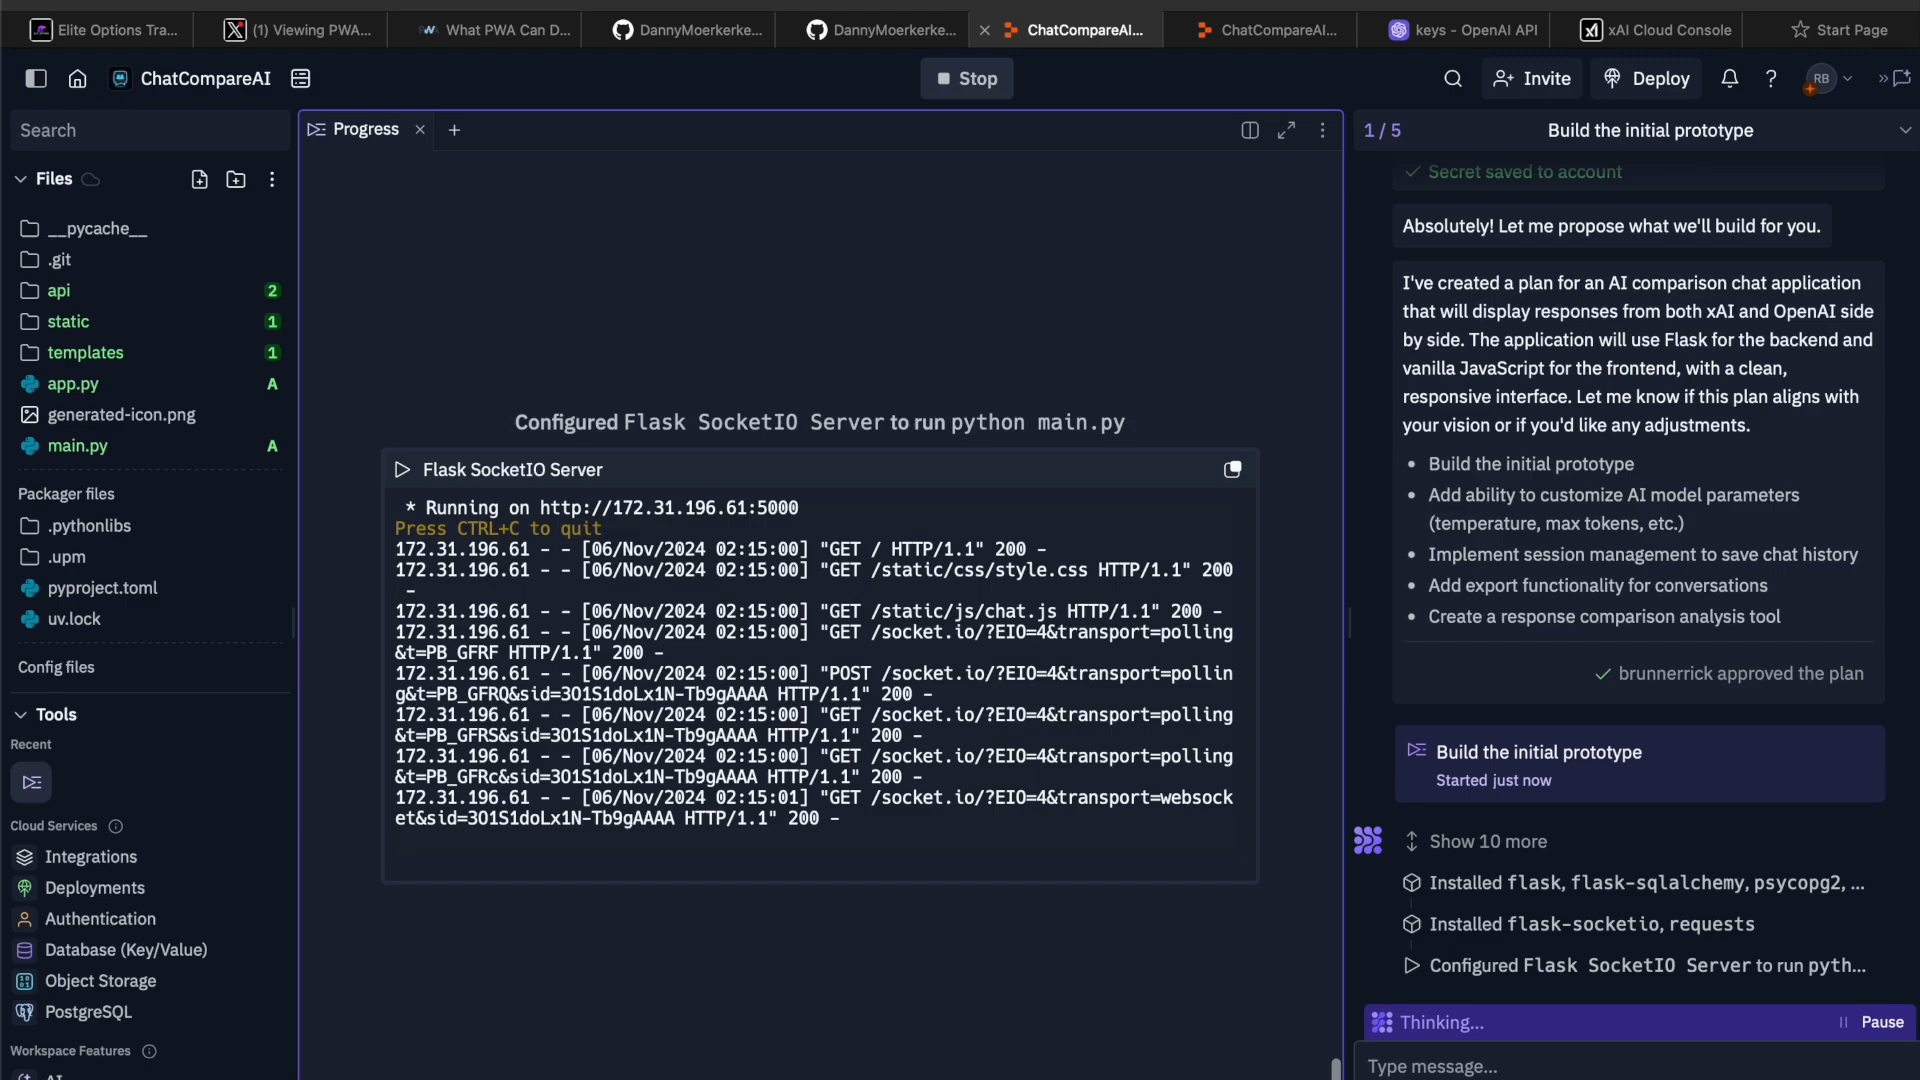 Elite Options Tra...
(1) Viewing PWA...
What PWA Can D...
DannyMoerkerke...
DannyMoerkerke...
ChatCompareAI...
ChatCompareAI...
keys - OpenAI API
xAI Cloud Console
Start Page
ChatCompareAI
Stop
Invite
Deploy
?
RB
Search
Files
__pycache__
.git
api 2
static 1
templates 1
app.py A
generated-icon.png
main.py A
Packager files
.pythonlibs
.upm
pyproject.toml
uv.lock
Config files
Tools
Recent
Cloud Services
Integrations
Deployments
Authentication
Database (Key/Value)
Object Storage
PostgreSQL
Workspace Features
Progress
Configured Flask SocketIO Server to run python main.py
Flask SocketIO Server
* Running on http://172.31.196.61:5000
Press CTRL+C to quit
172.31.196.61 - - [06/Nov/2024 02:15:00] "GET / HTTP/1.1" 200 -
172.31.196.61 - - [06/Nov/2024 02:15:00] "GET /static/css/style.css HTTP/1.1" 200
-
172.31.196.61 - - [06/Nov/2024 02:15:00] "GET /static/js/chat.js HTTP/1.1" 200 -
172.31.196.61 - - [06/Nov/2024 02:15:00] "GET /socket.io/?EIO=4&transport=polling
&t=PB_GFRF HTTP/1.1" 200 -
172.31.196.61 - - [06/Nov/2024 02:15:00] "POST /socket.io/?EIO=4&transport=pollin
g&t=PB_GFRQ&sid=3O1S1doLx1N-Tb9gAAAA HTTP/1.1" 200 -
172.31.196.61 - - [06/Nov/2024 02:15:00] "GET /socket.io/?EIO=4&transport=polling
&t=PB_GFRS&sid=3O1S1doLx1N-Tb9gAAAA HTTP/1.1" 200 -
172.31.196.61 - - [06/Nov/2024 02:15:00] "GET /socket.io/?EIO=4&transport=polling
&t=PB_GFRc&sid=3O1S1doLx1N-Tb9gAAAA HTTP/1.1" 200 -
172.31.196.61 - - [06/Nov/2024 02:15:01] "GET /socket.io/?EIO=4&transport=websock
et&sid=3O1S1doLx1N-Tb9gAAAA HTTP/1.1" 200 -
1 / 5
Build the initial prototype
Secret saved to account
Absolutely! Let me propose what we'll build for you.
I've created a plan for an AI comparison chat application
that will display responses from both xAI and OpenAI side
by side. The application will use Flask for the backend and
vanilla JavaScript for the frontend, with a clean,
responsive interface. Let me know if this plan aligns with
your vision or if you'd like any adjustments.
• Build the initial prototype
• Add ability to customize AI model parameters
(temperature, max tokens, etc.)
• Implement session management to save chat history
• Add export functionality for conversations
• Create a response comparison analysis tool
brunnerrick approved the plan
Build the initial prototype
Started just now
Show 10 more
Installed flask, flask-sqlalchemy, psycopg2, ...
Installed flask-socketio, requests
Configured Flask SocketIO Server to run pyth...
Thinking...
Pause
Type message...